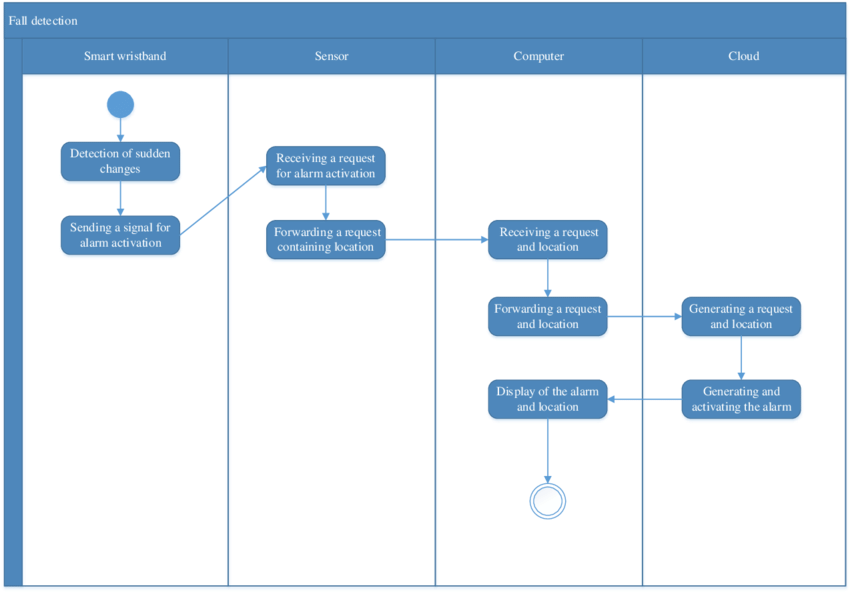 Fall detection
Smart wristband
Sensor
Computer
Cloud
Detection of sudden
changes
Sending a signal for
alarm activation
Receiving a request
for alarm activation
Forwarding a request
containing location
Receiving a request
and location
Forwarding a request
and location
Generating a request
and location
Generating and
activating the alarm
Display of the alarm
and location